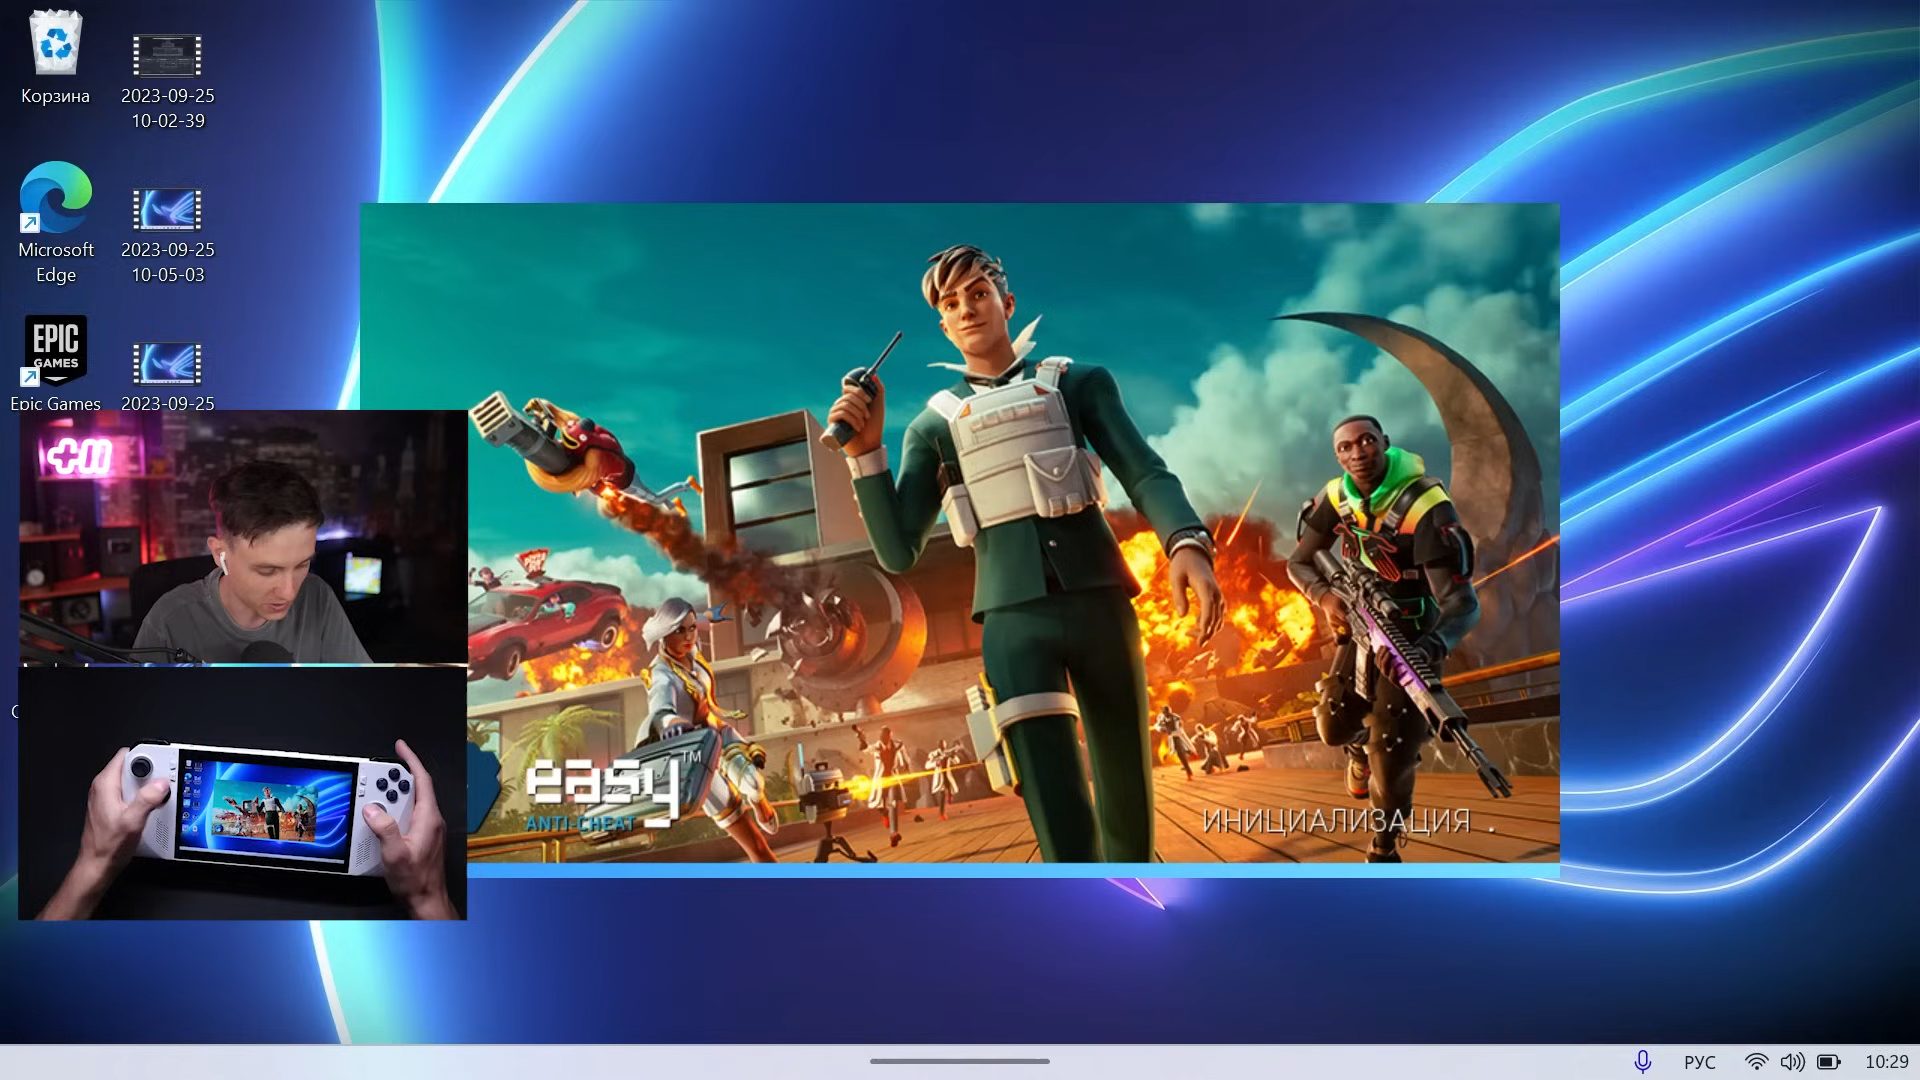 Корзина
2023-09-25
10-02-39
Microsoft
Edge
2023-09-25
10-05-03
EPIC
GAMES
Epic Games
2023-09-25
easy™
ANTI-CHEAT
ИНИЦИАЛИЗАЦИЯ .
РУС
10:29